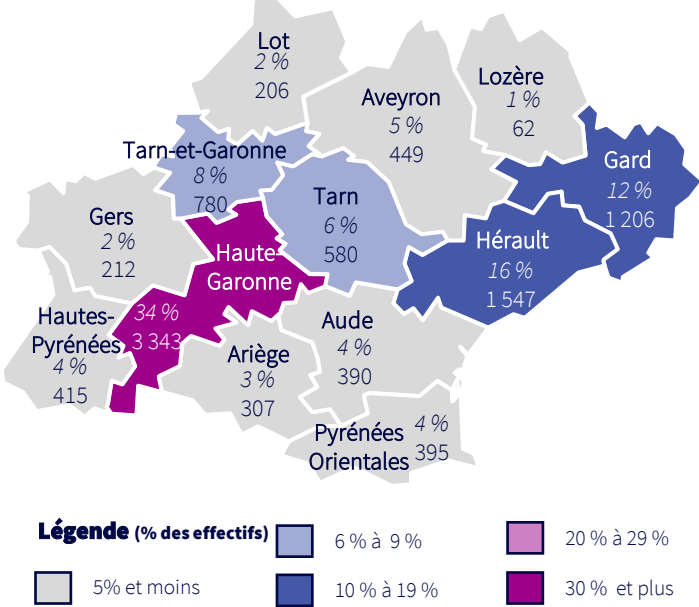 Lot
2 %
206
Lozère
1 %
62
Aveyron
5 %
449
Tarn-et-Garonne
8 %
780
Gard
12 %
1 206
Tarn
6 %
580
Gers
2 %
212
Hérault
16 %
1 547
Haute-
Garonne
34 %
3 343
Hautes-
Pyrénées
4 %
415
Aude
4 %
390
Ariège
3 %
307
Pyrénées
Orientales
4 %
395
Légende (% des effectifs)
6 % à 9 %
20 % à 29 %
5% et moins
10 % à 19 %
30 % et plus